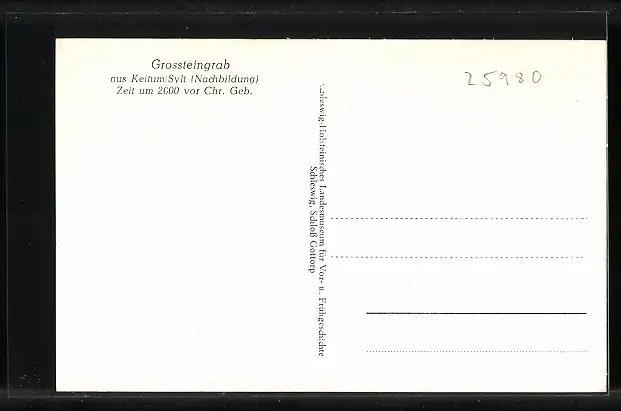 Grossteingrab
aus Keitum/Sylt (Nachbildung)
Zeit um 2000 vor Chr. Geb.
25980
Schleswig-Holsteinisches Landesmuseum für Vor- u. Frühgeschichte
Schleswig, Schloß Gottorp